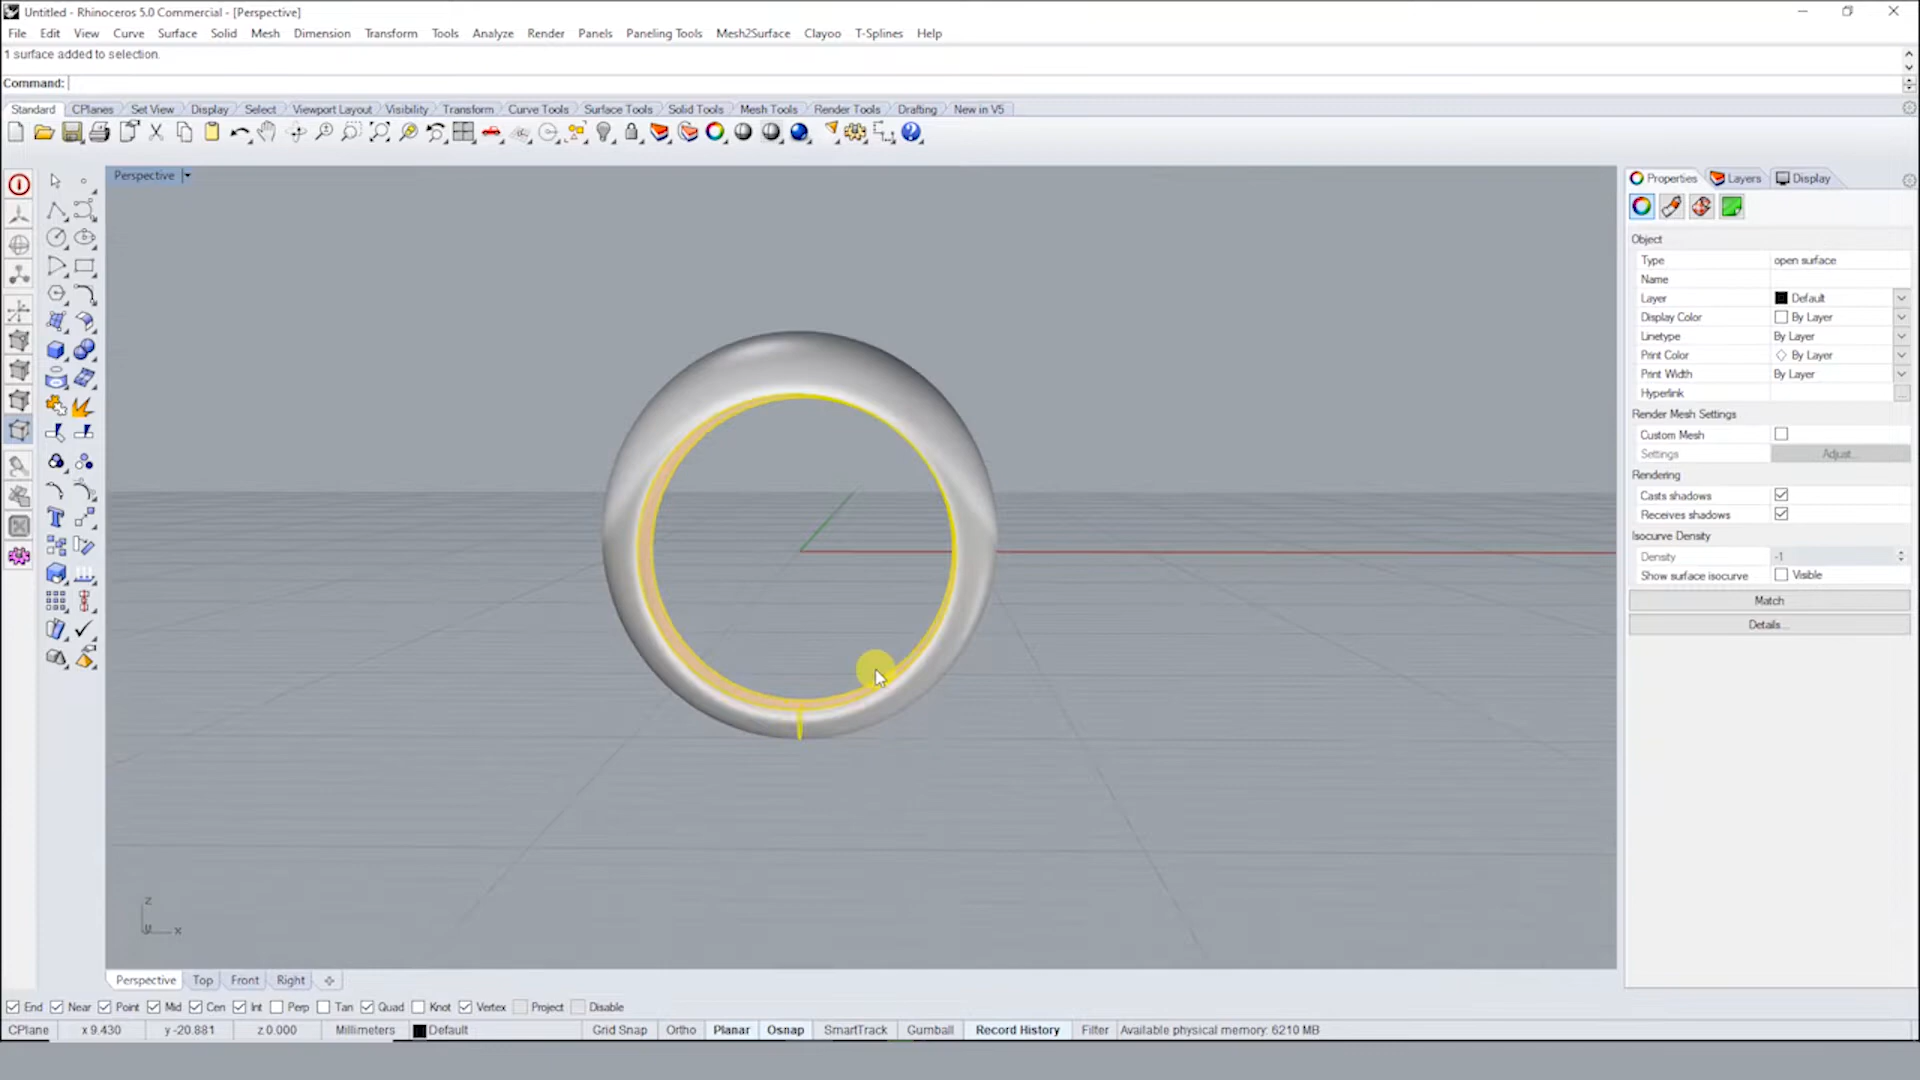 Untitled - Rhinoceros 5.0 Commercial - [Perspective]
File Edit View Curve Surface Solid Mesh Dimension Transform Tools Analyze Render Panels Paneling Tools Mesh2Surface Clayoo T-Splines Help
1 surface added to selection.
Command:
Standard CPlanes Set View Display Select Viewport Layout Visibility Transform Curve Tools Surface Tools Solid Tools Mesh Tools Render Tools Drafting New in V5
Perspective
Properties Layers Display
Object
Type open surface
Name
Layer Default
Display Color By Layer
Linetype By Layer
Print Color By Layer
Print Width By Layer
Hyperlink ...
Render Mesh Settings
Custom Mesh
Settings Adjust...
Rendering
Casts shadows
Receives shadows
Isocurve Density
Density -1
Show surface isocurve Visible
Match
Details...
z
y x
Perspective Top Front Right
End Near Point Mid Cen Int Perp Tan Quad Knot Vertex Project Disable
CPlane x 9.430 y -20.881 z 0.000 Millimeters Default Grid Snap Ortho Planar Osnap SmartTrack Gumball Record History Filter Available physical memory: 6210 MB